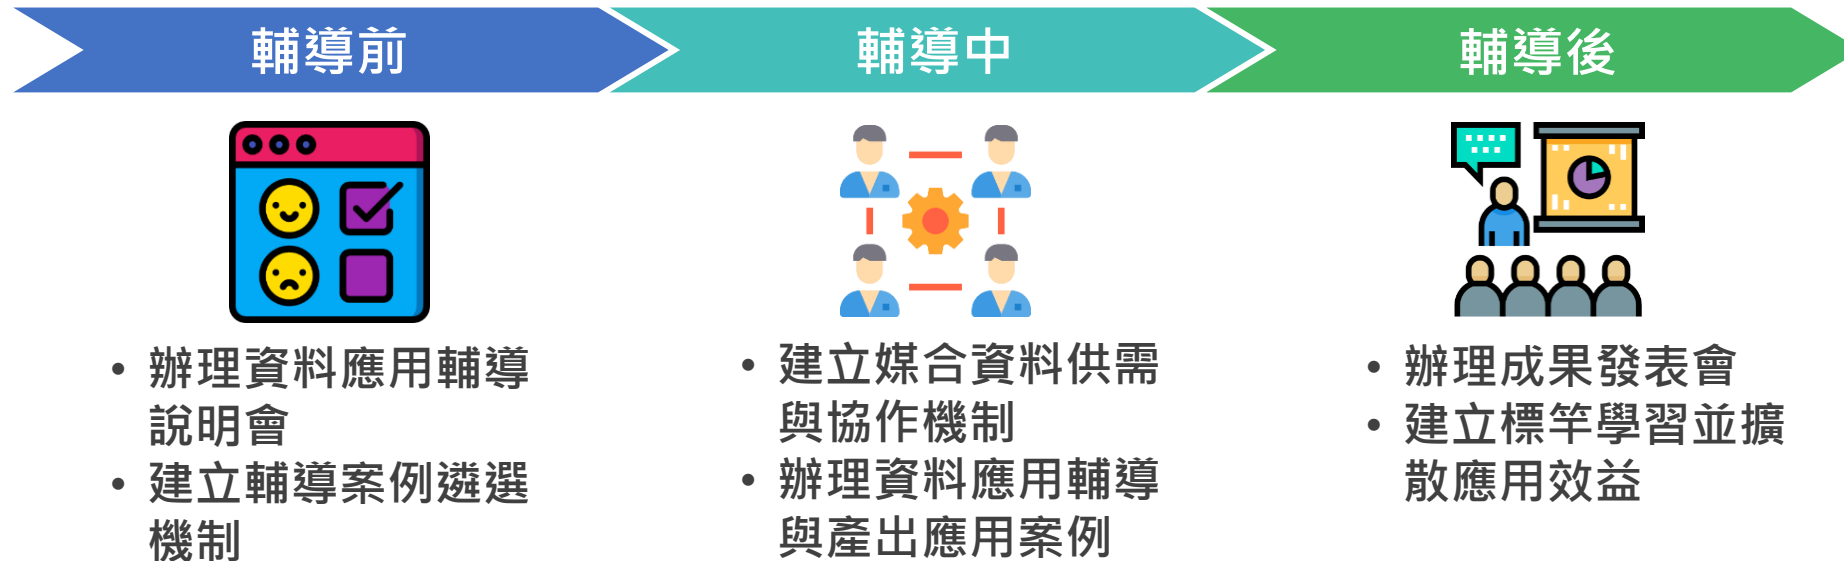 輔導前
輔導中
輔導後
• 辦理資料應用輔導
說明會
• 建立輔導案例遴選
機制
• 建立媒合資料供需
與協作機制
• 辦理資料應用輔導
與產出應用案例
• 辦理成果發表會
• 建立標竿學習並擴
散應用效益